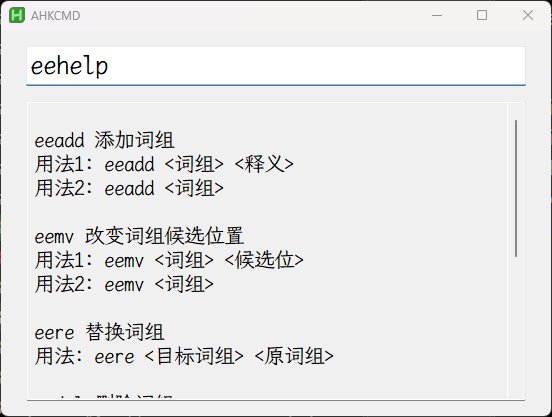 AHKCMD
eehelp
eeadd 添加词组
用法1: eeadd <词组> <释义>
用法2: eeadd <词组>
eemv 改变词组候选位置
用法1: eemv <词组> <候选位>
用法2: eemv <词组>
eere 替换词组
用法: eere <目标词组> <原词组>